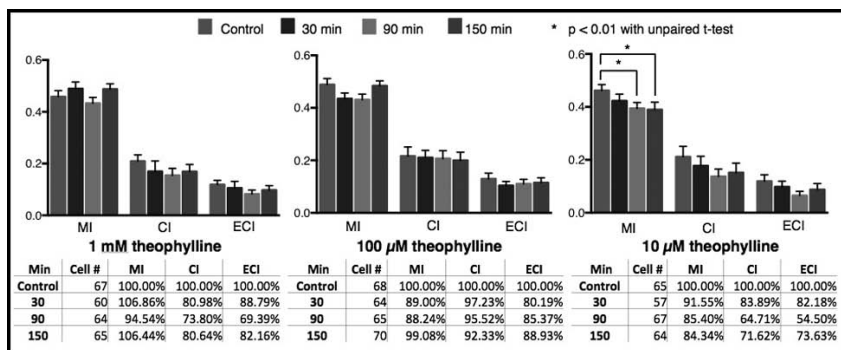 Control 30 min 90 min 150 min * p < 0.01 with unpaired t-test
0.6
0.4
0.2
0.0
MI CI ECI
1 mM theophylline
0.6
0.4
0.2
0.0
MI CI ECI
100 µM theophylline
0.6
0.4
0.2
0.0
*
*
MI CI ECI
10 µM theophylline
Min Cell # MI CI ECI
Control 67 100.00% 100.00% 100.00%
30 60 106.86% 80.98% 88.79%
90 64 94.54% 73.80% 69.39%
150 65 106.44% 80.64% 82.16%
Min Cell # MI CI ECI
Control 68 100.00% 100.00% 100.00%
30 64 89.00% 97.23% 80.19%
90 65 88.24% 95.52% 85.37%
150 70 99.08% 92.33% 88.93%
Min Cell # MI CI ECI
Control 65 100.00% 100.00% 100.00%
30 57 91.55% 83.89% 82.18%
90 67 85.40% 64.71% 54.50%
150 64 84.34% 71.62% 73.63%